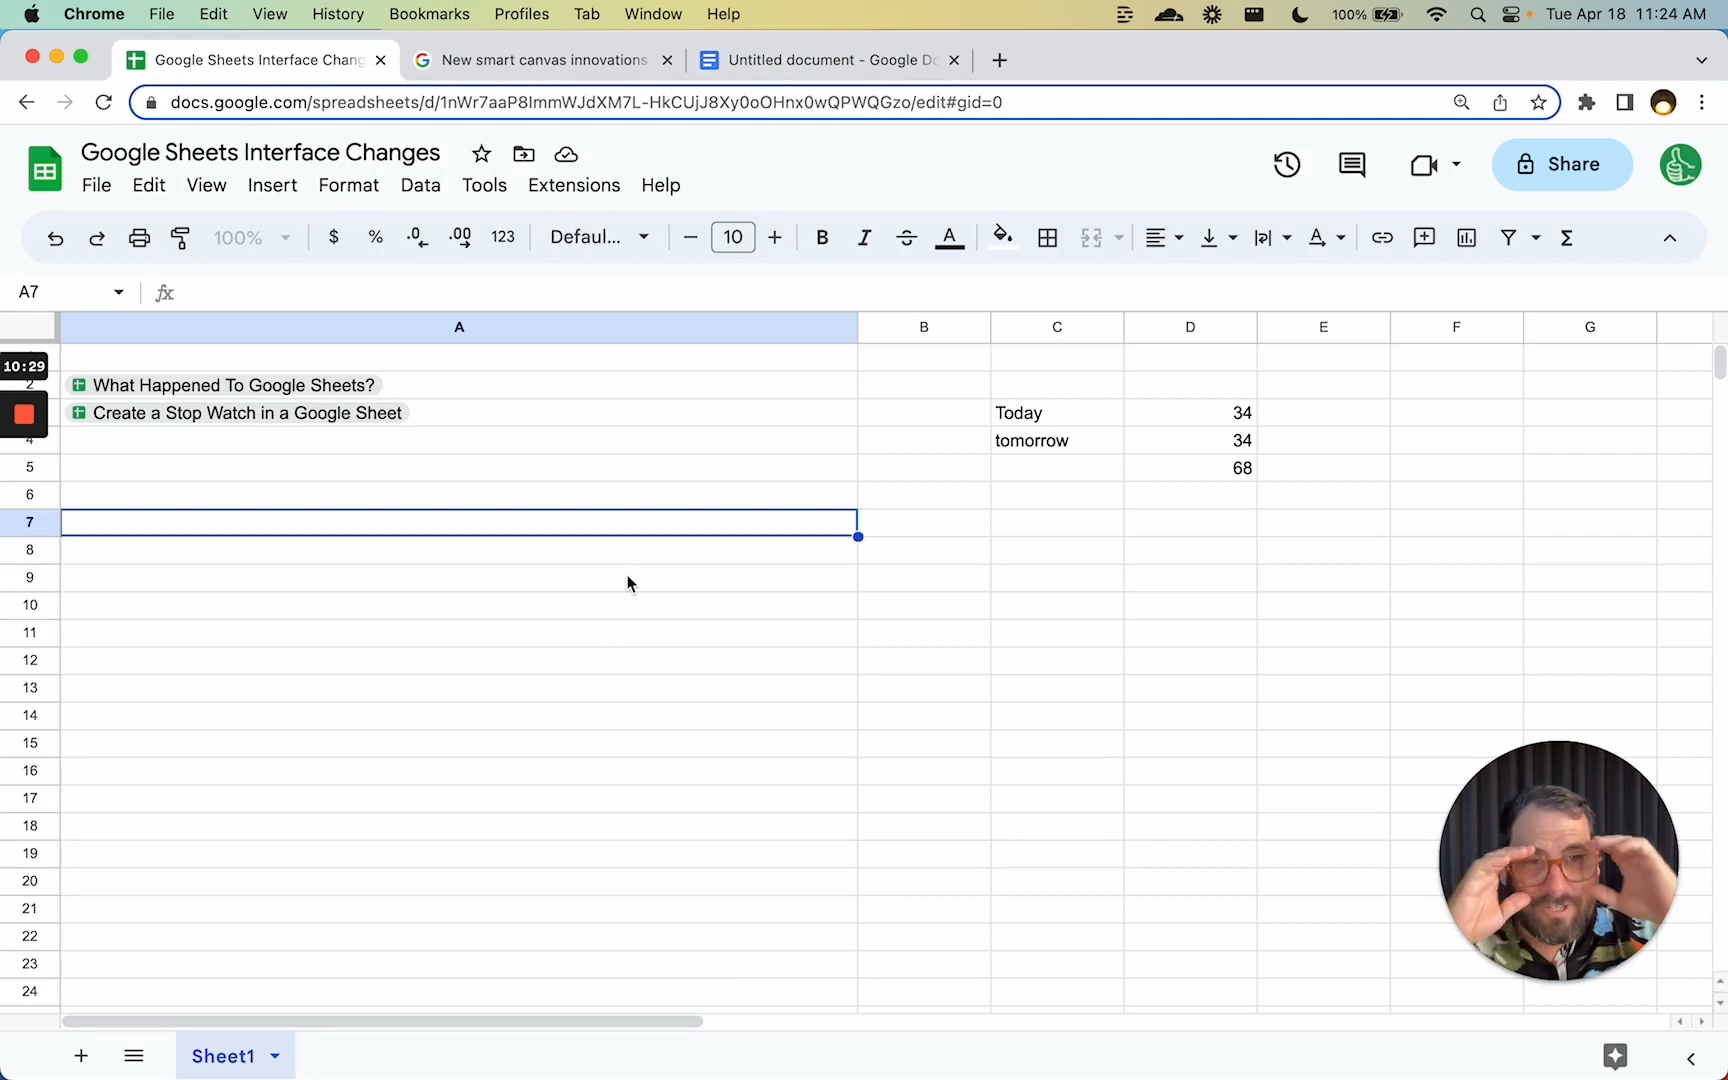 Chrome File Edit View History Bookmarks Profiles Tab Window Help 100% Tue Apr 18 11:24 AM
Google Sheets Interface Chang New smart canvas innovations Untitled document - Google Do
docs.google.com/spreadsheets/d/1nWr7aaP8ImmWJdXM7L-HkCUjJ8Xy0oOHnx0wQPWQGzo/edit#gid=0
Google Sheets Interface Changes
Share
File Edit View Insert Format Data Tools Extensions Help
100% $ % .0 .00 123 Defaul... 10 B I S A A Σ
A7 fx
A B C D E F G
10:29
2 What Happened To Google Sheets?
Create a Stop Watch in a Google Sheet Today 34
4 tomorrow 34
5 68
6
7
8
9
10
11
12
13
14
15
16
17
18
19
20
21
22
23
24
Sheet1